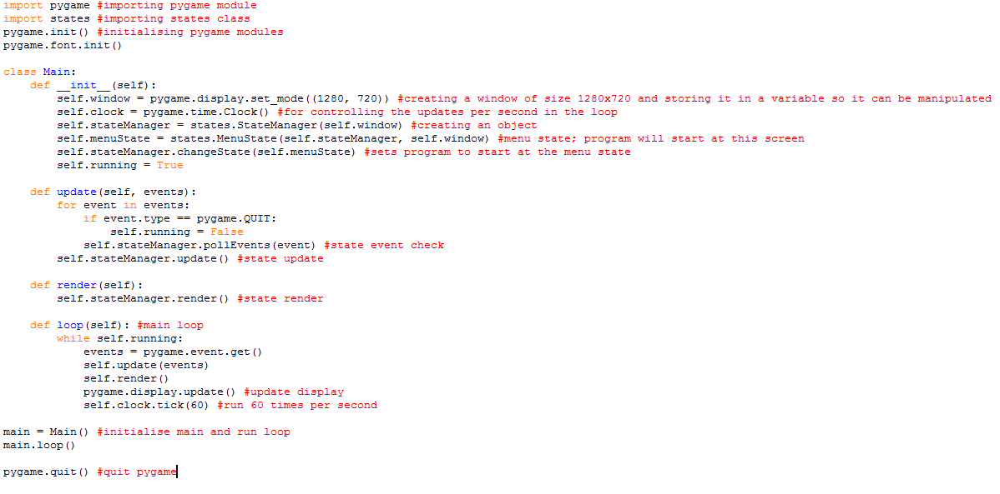 import pygame #importing pygame module
import states #importing states class
pygame.init() #initialising pygame modules
pygame.font.init()

class Main:
    def __init__(self):
        self.window = pygame.display.set_mode((1280, 720)) #creating a window of size 1280x720 and storing it in a variable so it can be manipulated
        self.clock = pygame.time.Clock() #for controlling the updates per second in the loop
        self.stateManager = states.StateManager(self.window) #creating an object
        self.menuState = states.MenuState(self.stateManager, self.window) #menu state; program will start at this screen
        self.stateManager.changeState(self.menuState) #sets program to start at the menu state
        self.running = True

    def update(self, events):
        for event in events:
            if event.type == pygame.QUIT:
                self.running = False
            self.stateManager.pollEvents(event) #state event check
        self.stateManager.update() #state update

    def render(self):
        self.stateManager.render() #state render

    def loop(self): #main loop
        while self.running:
            events = pygame.event.get()
            self.update(events)
            self.render()
            pygame.display.update() #update display
            self.clock.tick(60) #run 60 times per second

main = Main() #initialise main and run loop
main.loop()

pygame.quit() #quit pygame